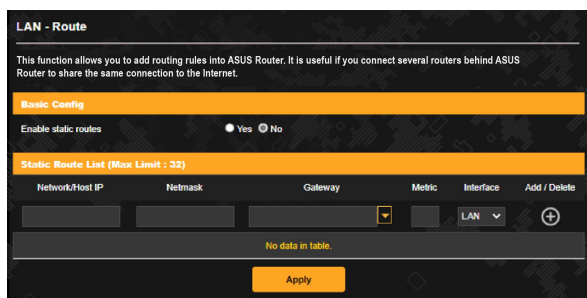 LAN - Route
This function allows you to add routing rules into ASUS Router. It is useful if you connect several routers behind ASUS
Router to share the same connection to the Internet.
Basic Config
Enable static routes Yes No
Static Route List (Max Limit : 32)
Network/Host IP Netmask Gateway Metric Interface Add / Delete
LAN
No data in table.
Apply